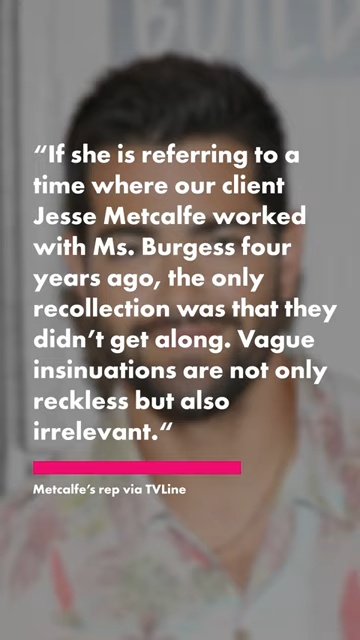 “If she is referring to a
time where our client
Jesse Metcalfe worked
with Ms. Burgess four
years ago, the only
recollection was that they
didn’t get along. Vague
insinuations are not only
reckless but also
irrelevant.“
Metcalfe’s rep via TVLine